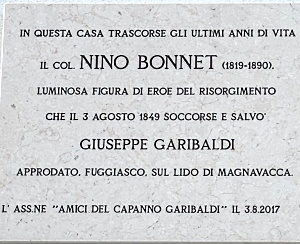 IN QUESTA CASA TRASCORSE GLI ULTIMI ANNI DI VITA
IL COL. NINO BONNET (1819-1890).
LUMINOSA FIGURA DI EROE DEL RISORGIMENTO
CHE IL 3 AGOSTO 1849 SOCCORSE E SALVO'
GIUSEPPE GARIBALDI
APPRODATO, FUGGIASCO, SUL LIDO DI MAGNAVACCA.
L' ASS.NE "AMICI DEL CAPANNO GARIBALDI" IL 3.8.2017